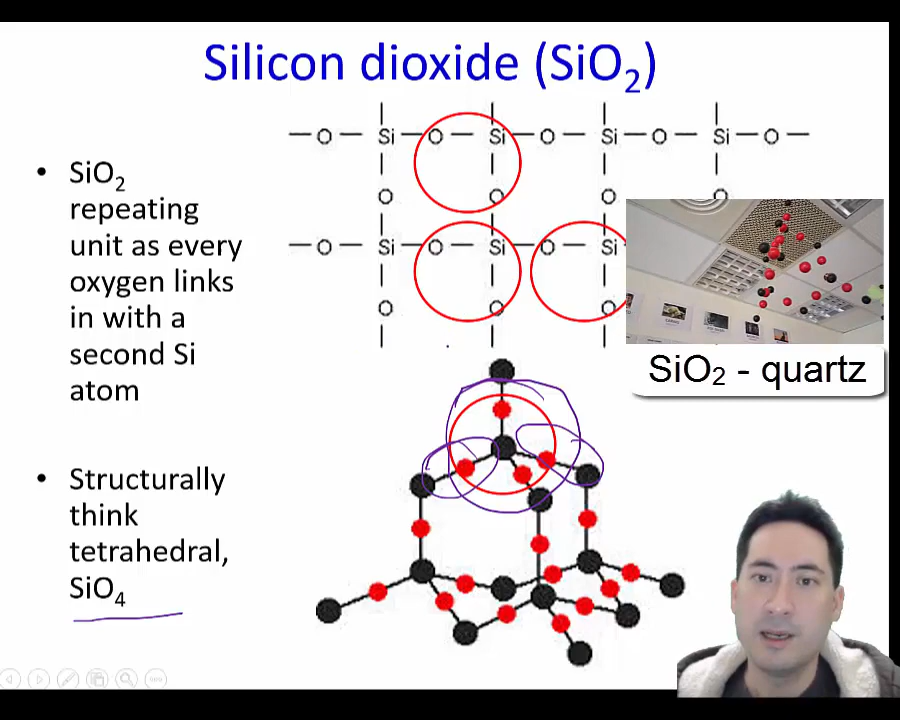 Silicon dioxide (SiO₂)
— O — Si — O — Si — O — Si — O — Si — O —
O O O O
— O — Si — O — Si — O — Si
O O O
• SiO₂
repeating
unit as every
oxygen links
in with a
second Si
atom
SiO₂ - quartz
• Structurally
think
tetrahedral,
SiO₄